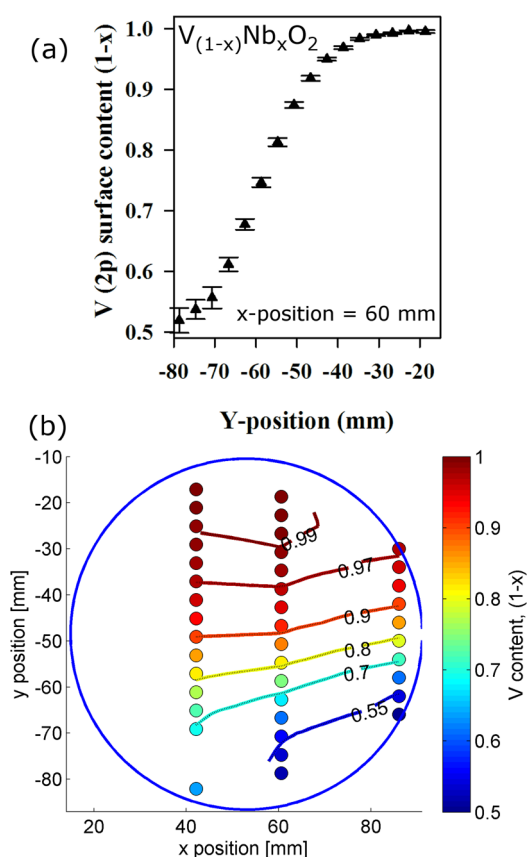 (a)
V(1-x)NbxO2
V (2p) surface content (1-x)
1.0
0.9
0.8
0.7
0.6
0.5
x-position = 60 mm
-80 -70 -60 -50 -40 -30 -20
Y-position (mm)
(b)
-10
-20
-30
-40
-50
-60
-70
-80
y position [mm]
0.99
0.97
0.9
0.8
0.7
0.55
20 40 60 80
x position [mm]
1
0.9
0.8
0.7
0.6
0.5
V content, (1-x)